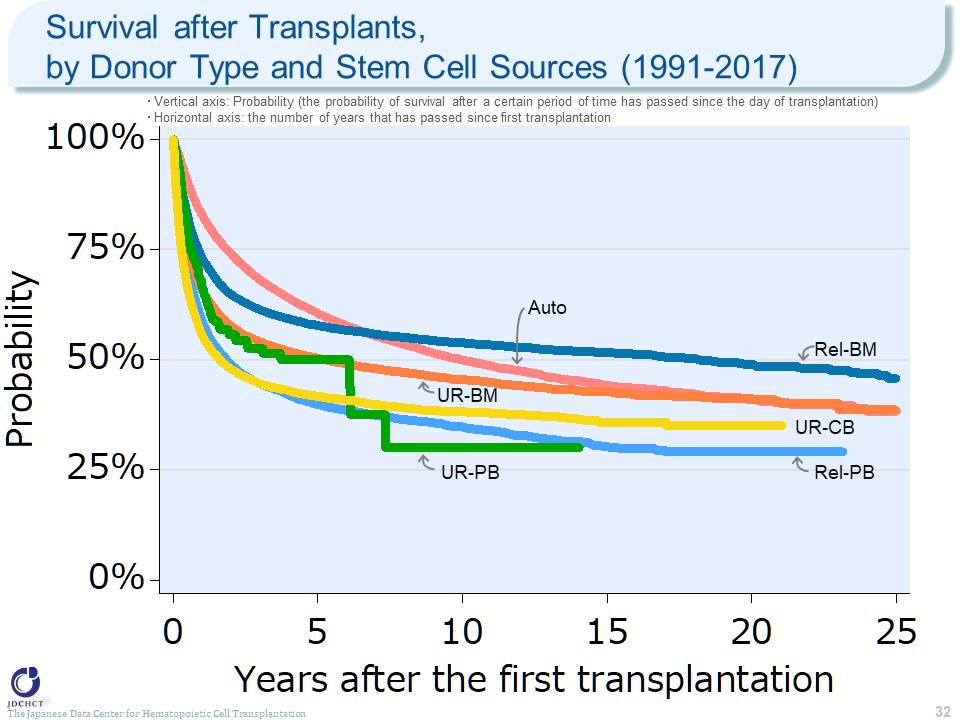 Survival after Transplants,
by Donor Type and Stem Cell Sources (1991-2017)
・Vertical axis: Probability (the probability of survival after a certain period of time has passed since the day of transplantation)
・Horizontal axis: the number of years that has passed since first transplantation
100%
75%
50%
25%
0%
Probability
Auto
Rel-BM
UR-BM
UR-CB
UR-PB
Rel-PB
0 5 10 15 20 25
Years after the first transplantation
JDCHCT
The Japanese Data Center for Hematopoietic Cell Transplantation
32